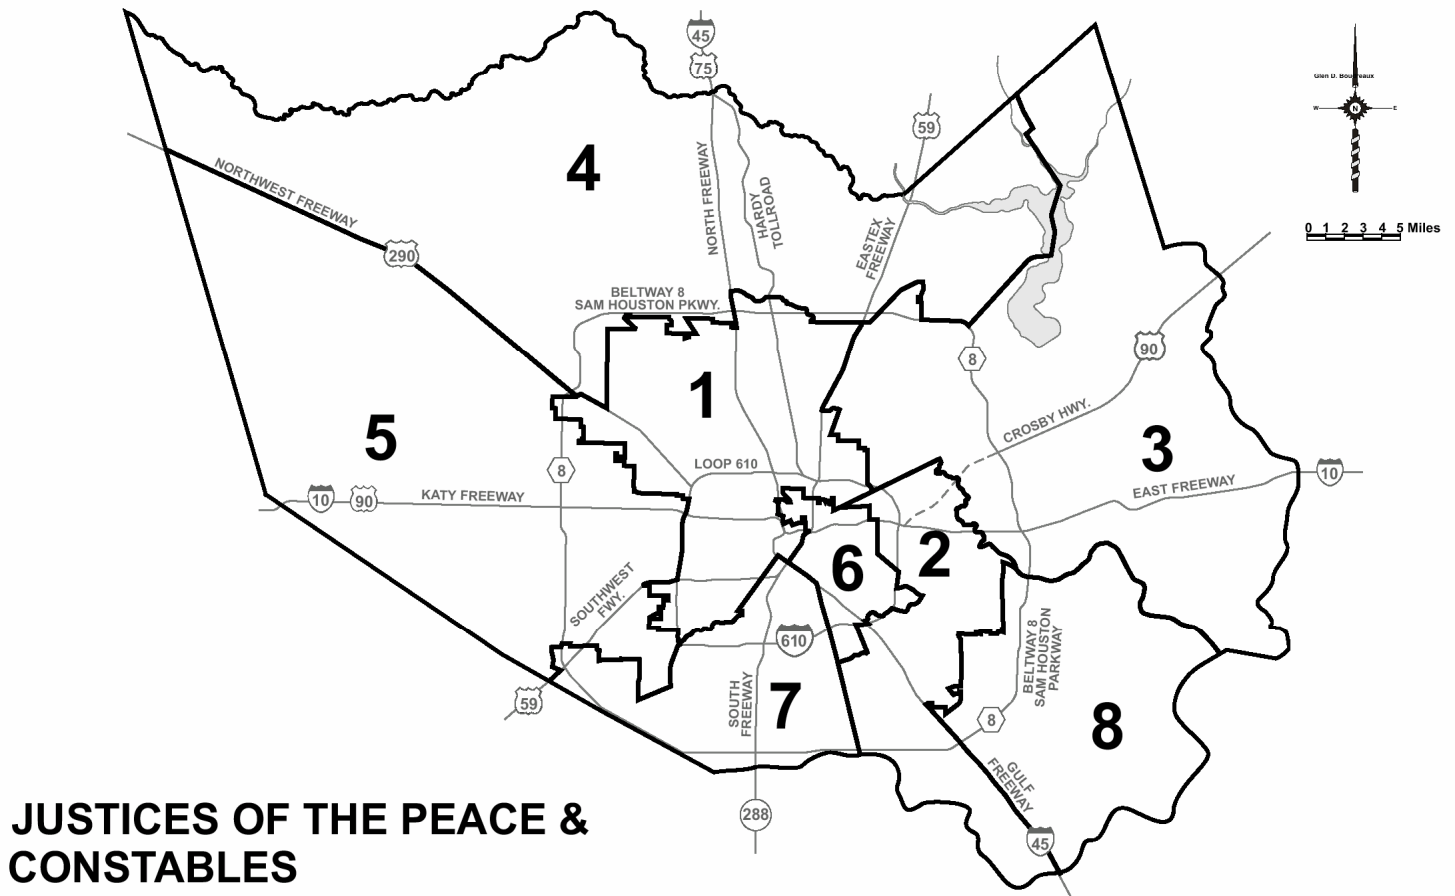 45
75
Glen D. Boudreaux
W
N
E
59
4
NORTHWEST FREEWAY
NORTH FREEWAY
HARDY
TOLLROAD
EASTEX
FREEWAY
0 1 2 3 4 5 Miles
290
BELTWAY 8
SAM HOUSTON PKWY.
8
90
1
CROSBY HWY.
5
3
8
LOOP 610
10
90
KATY FREEWAY
EAST FREEWAY
10
6
2
SOUTHWEST
FWY.
610
BELTWAY 8
SAM HOUSTON
PARKWAY
59
SOUTH
FREEWAY
7
8
8
GULF
FREEWAY
288
45
JUSTICES OF THE PEACE &
CONSTABLES